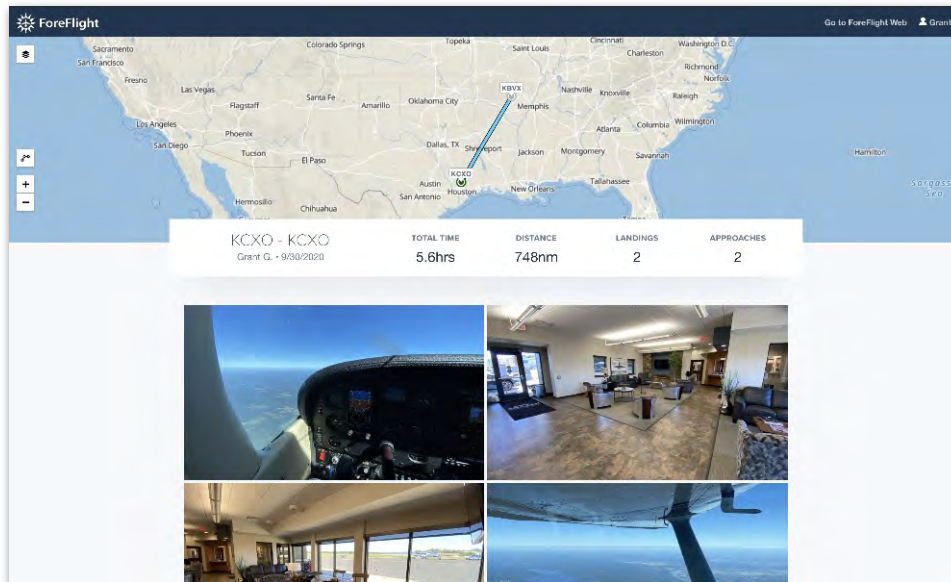 ForeFlight
Go to ForeFlight Web
Grant
Sacramento
San Francisco
Fresno
Las Vegas
Los Angeles
San Diego
Phoenix
Tucson
Flagstaff
Hermosillo
Chihuahua
Colorado Springs
Santa Fe
Amarillo
El Paso
Topeka
Oklahoma City
Dallas, TX
Austin
San Antonio
Houston
Saint Louis
Cincinnati
Charleston
Washington D.C.
Richmond
Norfolk
KBVX
Nashville
Knoxville
Raleigh
Memphis
Atlanta
Columbia
Wilmington
Jackson
Montgomery
Savannah
KCXO
New Orleans
Tallahassee
Hamilton
+
−
KCXO - KCXO
Grant G. • 9/30/2020
TOTAL TIME
5.6hrs
DISTANCE
748nm
LANDINGS
2
APPROACHES
2